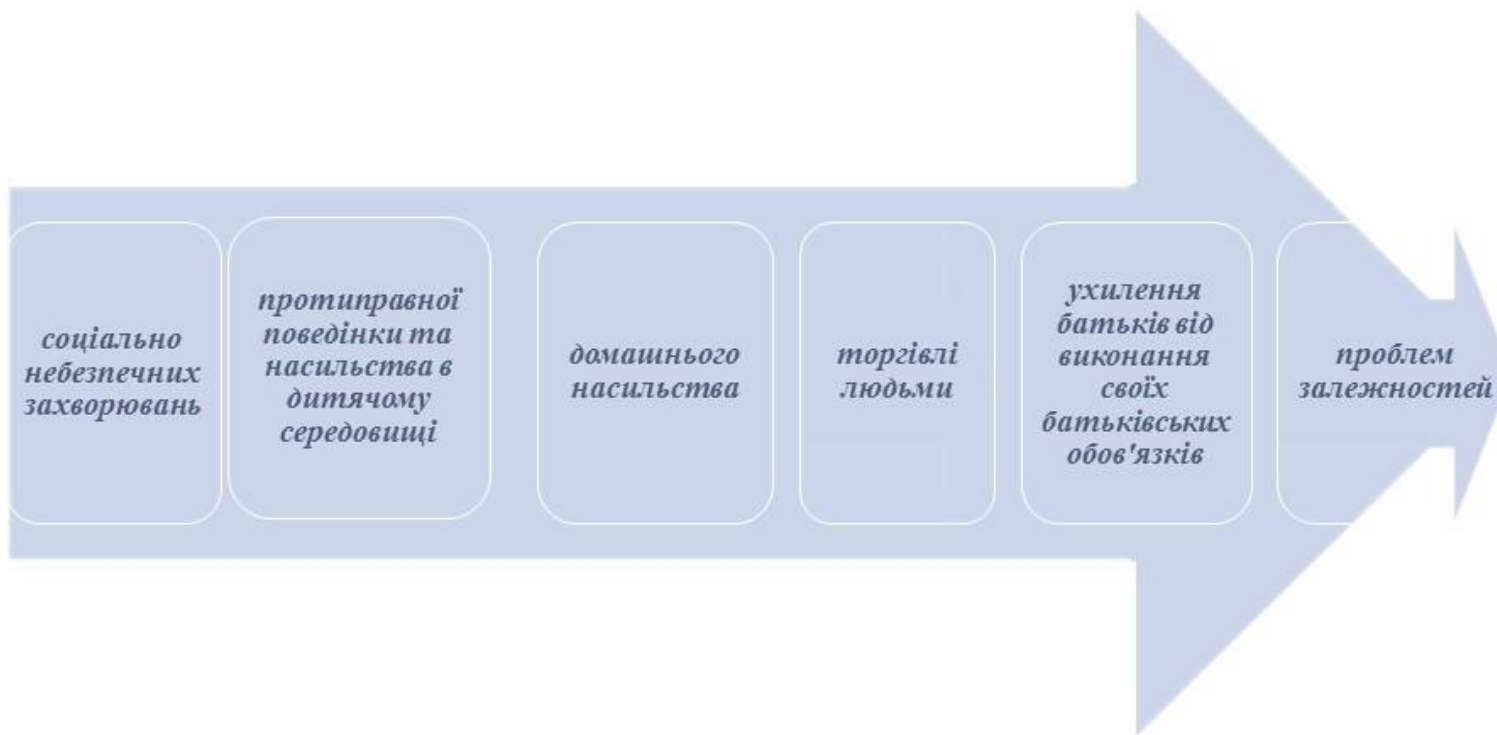 соціально
небезпечних
захворювань
протиправної
поведінки та
насильства в
дитячому
середовищі
домашнього
насильства
торгівлі
людьми
ухилення
батьків від
виконання
своїх
батьківських
обов'язків
проблем
залежностей